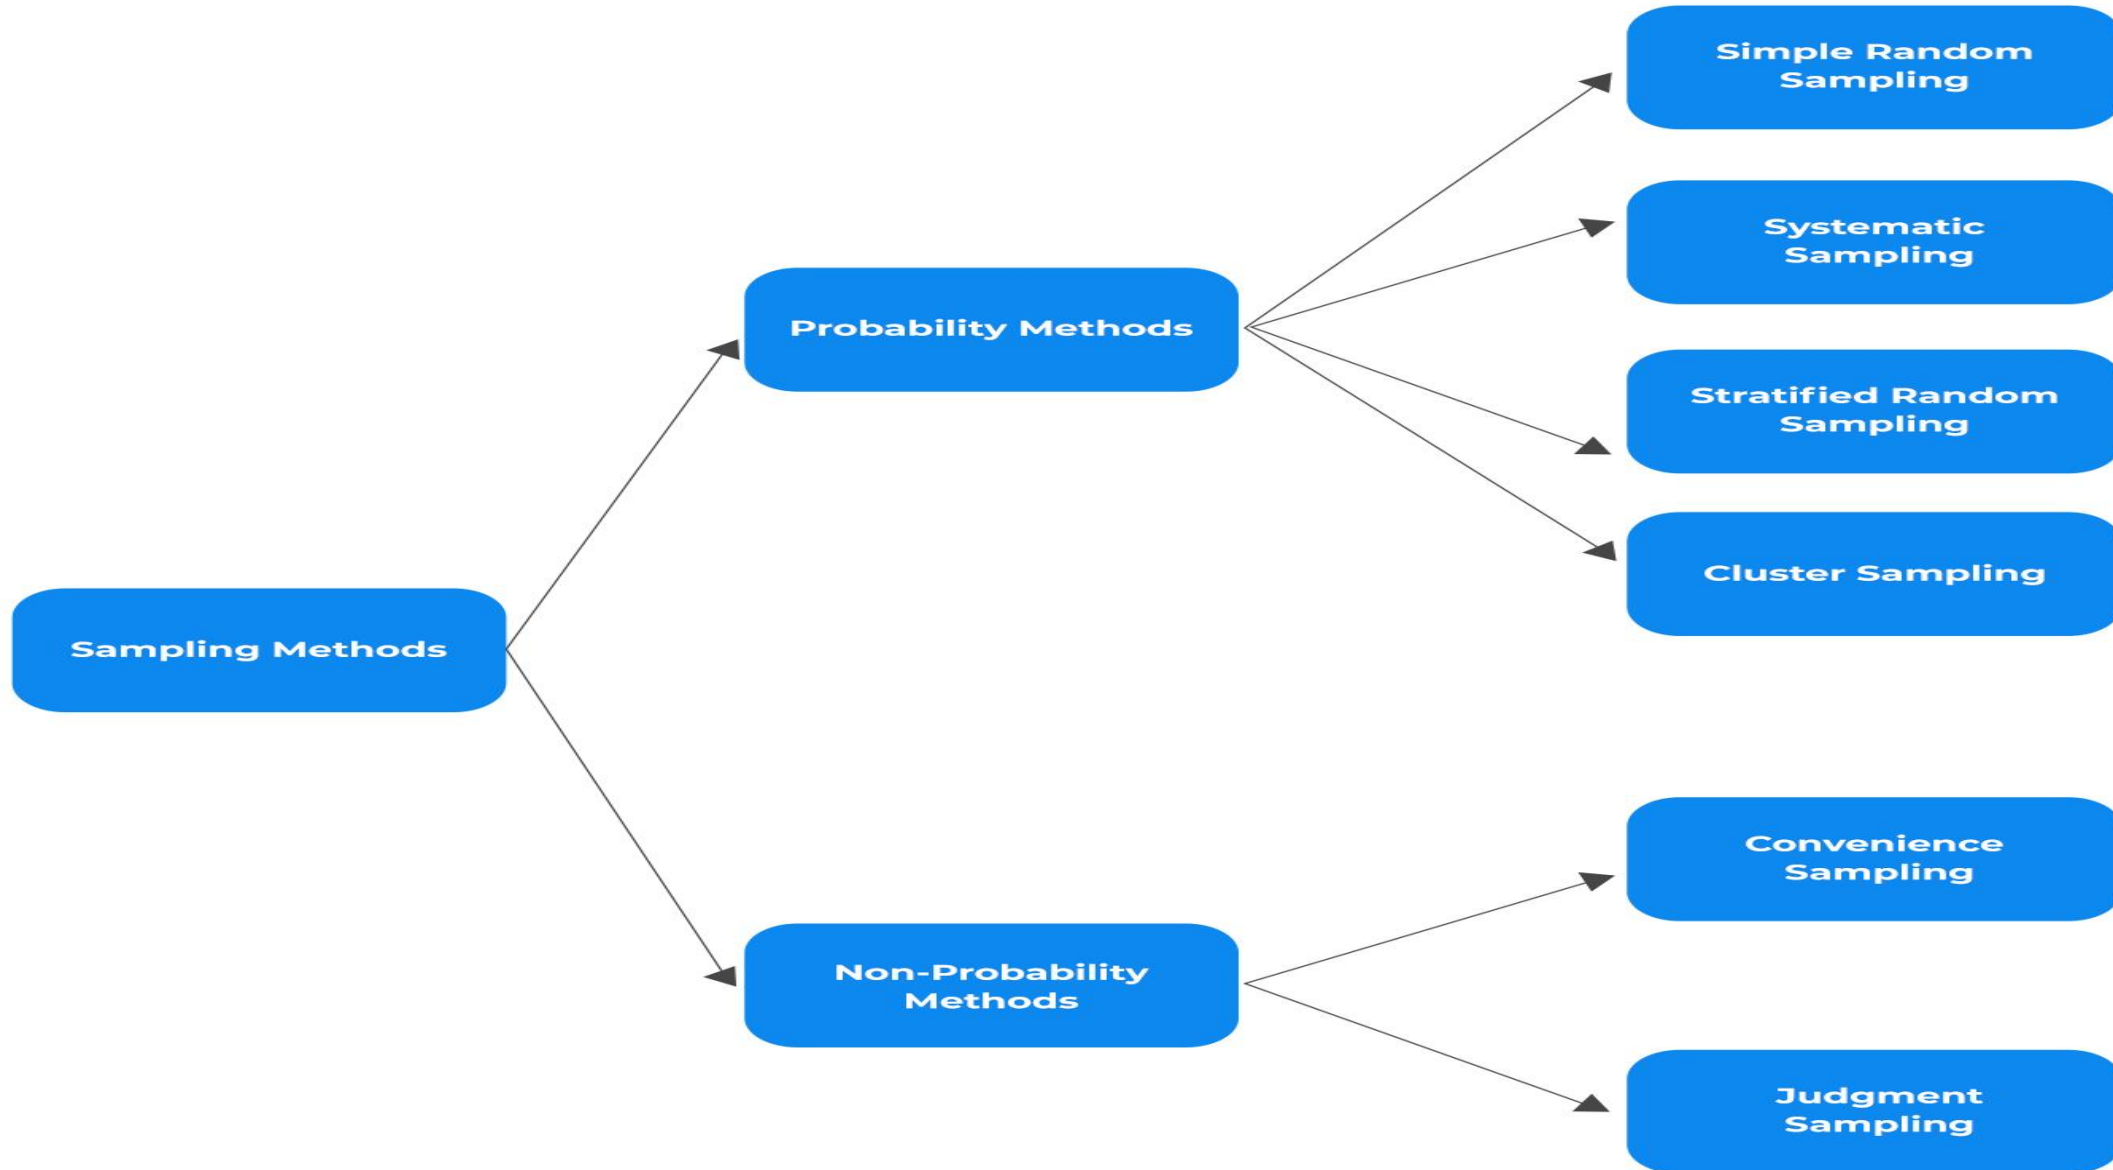 Simple Random
Sampling
Systematic
Sampling
Probability Methods
Stratified Random
Sampling
Cluster Sampling
Sampling Methods
Convenience
Sampling
Non-Probability
Methods
Judgment
Sampling